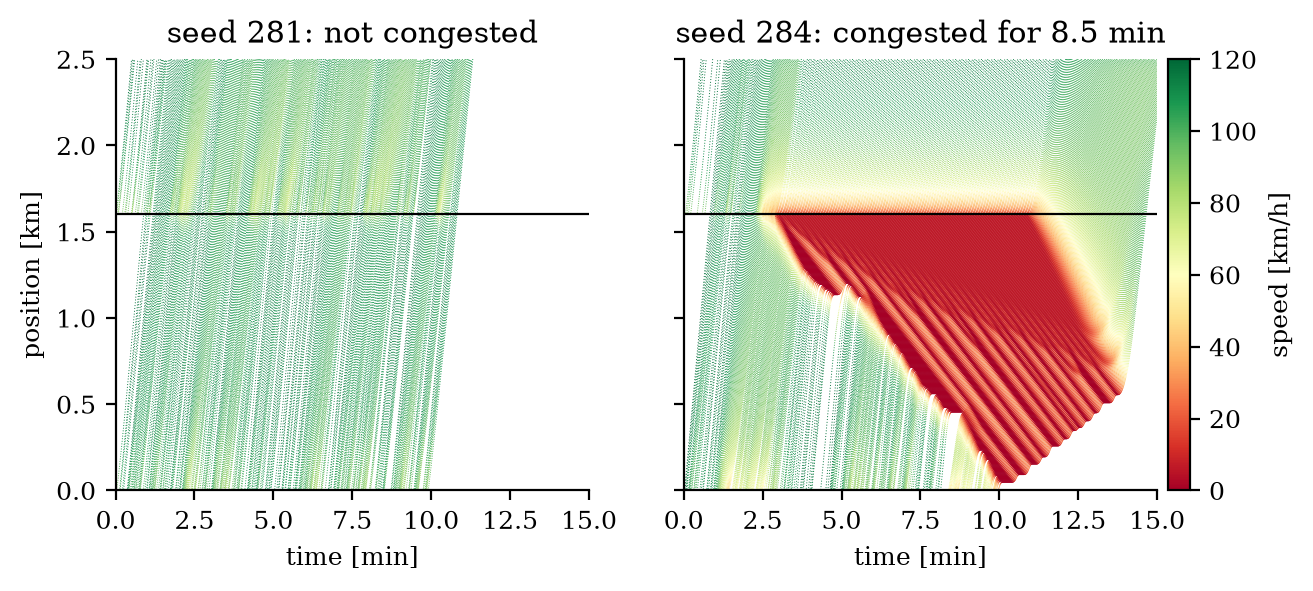 seed 281: not congested
seed 284: congested for 8.5 min
2.5
2.0
1.5
1.0
0.5
0.0
position [km]
0.0 2.5 5.0 7.5 10.0 12.5 15.0
time [min]
0.0 2.5 5.0 7.5 10.0 12.5 15.0
time [min]
120
100
80
60
40
20
0
speed [km/h]